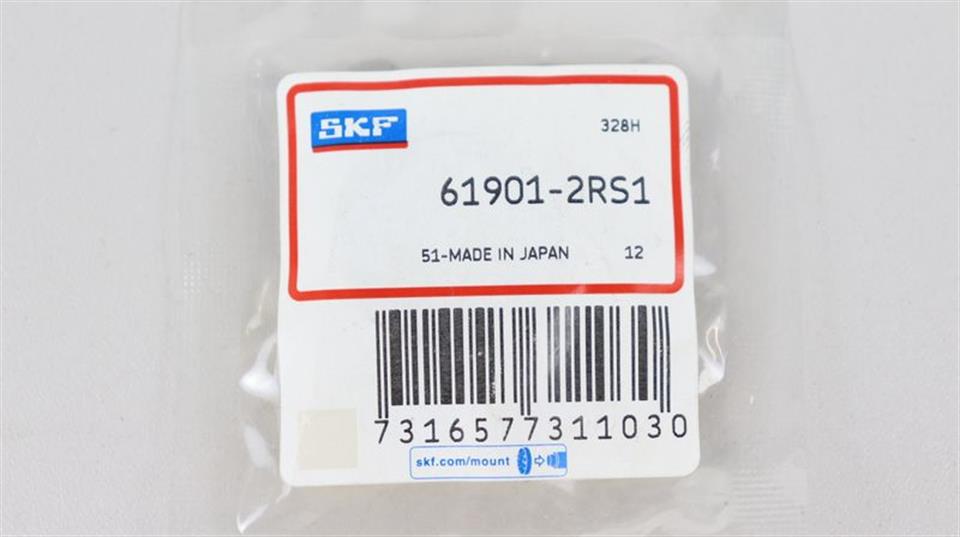 SKF
328H
61901-2RS1
51-MADE IN JAPAN 12
7316577311030
skf.com/mount